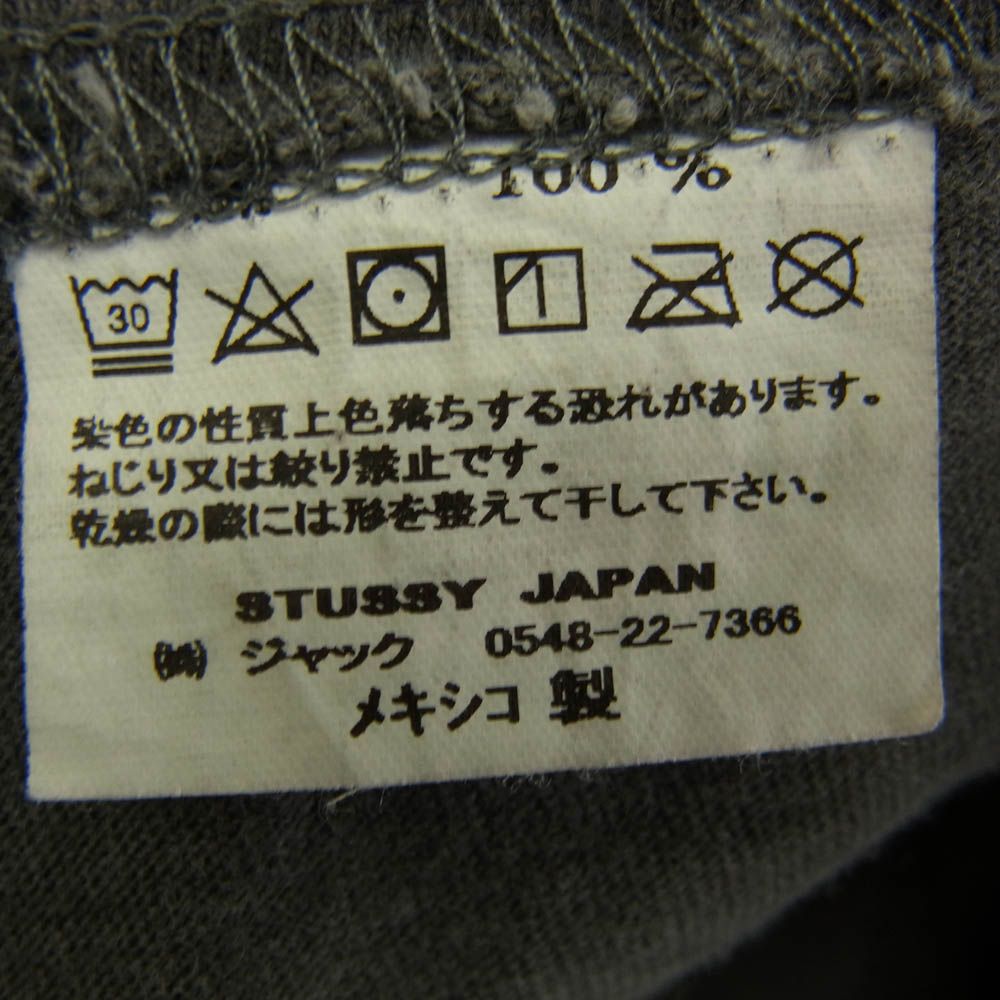 100 %
30
染色の性質上色落ちする恐れがあります。
ねじり又は絞り禁止です。
乾燥の際には形を整えて干して下さい。
STUSSY JAPAN
㈱ ジャック 0548-22-7366
メキシコ 製